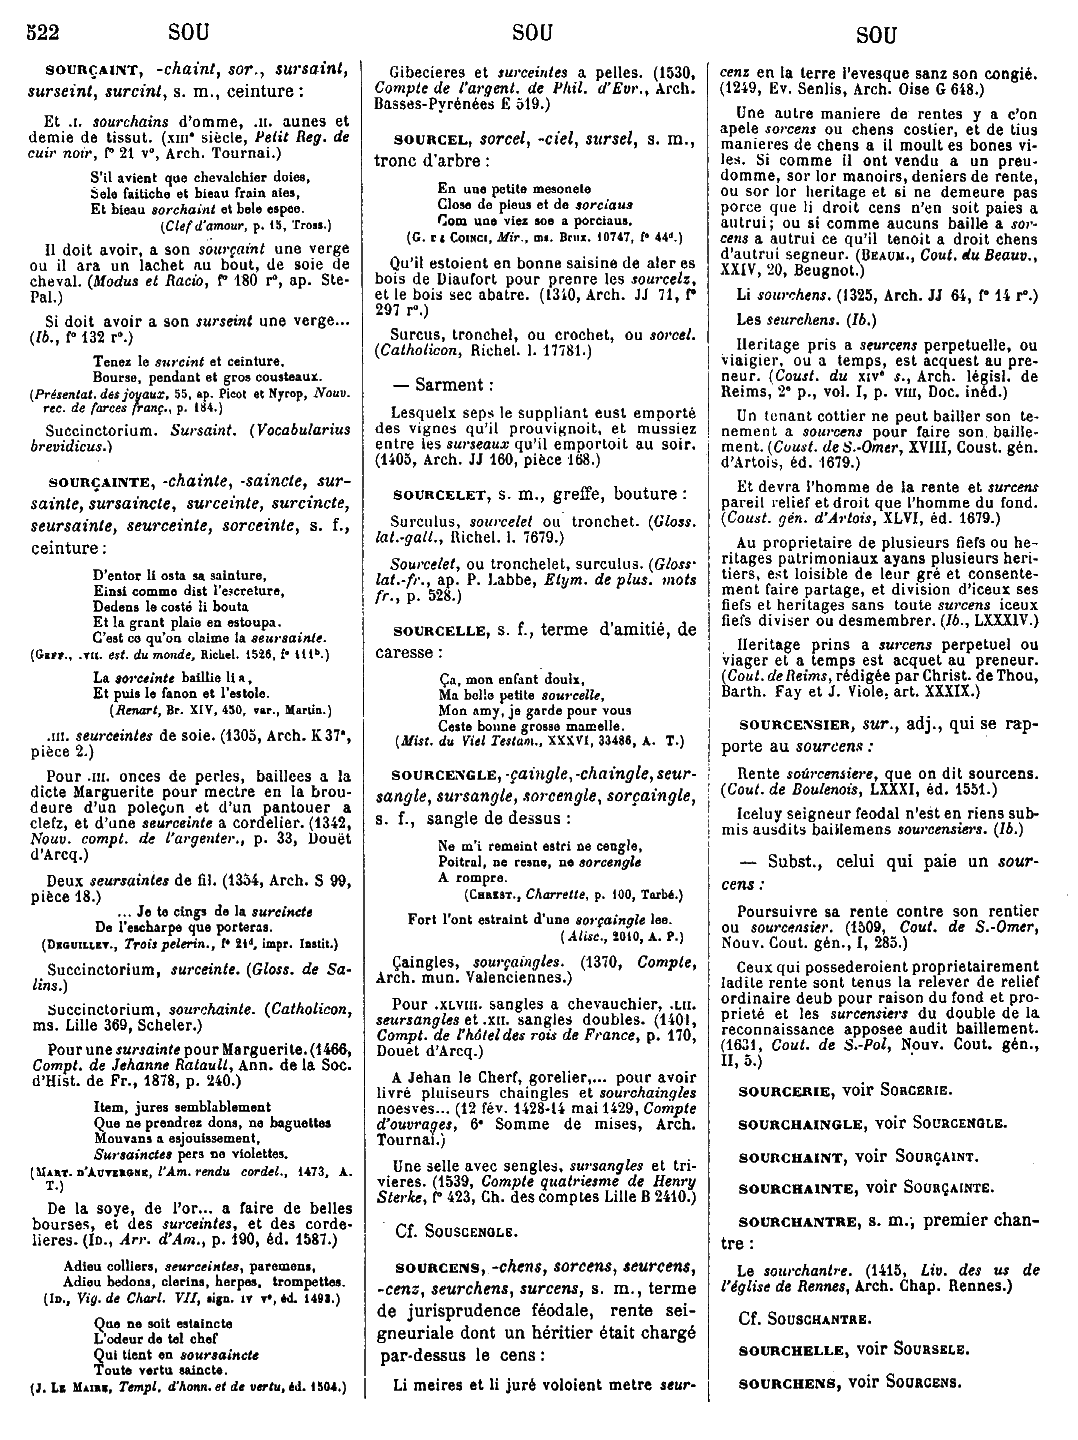 522 SOU SOU SOU
SOURÇAINT, -chaint, sor., sursaint,
surseint, surcint, s. m., ceinture :
Et .I. sourchains d'omme, .II. aunes et
demie de tissut. (XIIIᵉ siècle, Petit Reg. de
cuir noir, fº 21 vº, Arch. Tournai.)
S'il avient que chevalchier doies,
Sele faitiche et bieau frain aies,
Et bieau sorchaint et bele espee.
(Clef d'amour, p. 15, Tross.)
Il doit avoir, a son sourçaint une verge
ou il ara un lachet au bout, de soie de
cheval. (Modus et Racio, fº 180 rº, ap. Ste-
Pal.)
Si doit avoir a son surseint une verge...
(Ib., fº 132 rº.)
Tenez le surcint et ceinture,
Bourse, pendant et gros cousteaux.
(Présentat. des joyaux, 55, ap. Picot et Nyrop, Nouv.
rec. de farces franç., p. 184.)
Succinctorium. Sursaint. (Vocabularius
brevidicus.)
SOURÇAINTE, -chainte, -saincte, sur-
sainte, sursaincte, surceinte, surcincte,
seursainte, seurceinte, sorceinte, s. f.,
ceinture :
D'entor li osta sa sainture,
Einsi comme dist l'escreture,
Dedens le costé li bouta
Et la grant plaie en estoupa.
C'est ce qu'on claime la seursainte.
(Geff., .VII. est. du monde, Richel. 1526, fº 111ᵇ.)
La sorceinte baillie li a,
Et puis le fanon et l'estole.
(Renart, Br. XIV, 450, var., Martin.)
.III. seurceintes de soie. (1305, Arch. K 37ᵃ,
pièce 2.)
Pour .III. onces de perles, baillees a la
dicte Marguerite pour mectre en la brou-
deure d'un poleçon et d'un pantouer a
clefz, et d'une seurceinte a cordelier. (1342,
Nouv. compt. de l'argenter., p. 33, Douët
d'Arcq.)
Deux seursaintes de fil. (1354, Arch. S 99,
pièce 18.)
... Je te cings de la surcincte
De l'escharpe que porteras.
(Deguillev., Trois pelerin., fº 21ᵈ, impr. Instit.)
Succinctorium, surceinte. (Gloss. de Sa-
lins.)
Succinctorium, sourchainte. (Catholicon,
ms. Lille 369, Scheler.)
Pour une sursainte pour Marguerite. (1466,
Compt. de Jehanne Ratault, Ann. de la Soc.
d'Hist. de Fr., 1878, p. 240.)
Item, jures semblablement
Que ne prendrez dons, ne baguettes
Mouvans a esjouissement,
Sursainctes pers ne violettes.
(Mart. d'Auvergne, l'Am. rendu cordel., 1473, A.
T.)
De la soye, de l'or... a faire de belles
bourses, et des surceintes, et des corde-
lieres. (Id., Arr. d'Am., p. 190, éd. 1587.)
Adieu colliers, seurceintes, paremens,
Adieu bedons, clerins, herpes, trompettes.
(Id., Vig. de Charl. VII, sign. IV vº, éd. 1493.)
Que ne soit estaincte
L'odeur de tel chef
Qui tient en soursaincte
Toute vertu saincte.
(J. Le Maire, Templ. d'honn. et de vertu, éd. 1504.)
Gibecieres et surceintes a pelles. (1530,
Compte de l'argent. de Phil. d'Evr., Arch.
Basses-Pyrénées E 519.)
SOURCEL, sorcel, -ciel, sursel, s. m.,
tronc d'arbre :
En une petite mesonete
Close de pleus et de sorciaus
Com une viez soe a porciaus.
(G. de Coinci, Mir., ms. Brux. 10747, fº 44ᵈ.)
Qu'il estoient en bonne saisine de aler es
bois de Diaufort pour prenre les sourcelz,
et le bois sec abatre. (1340, Arch. JJ 71, fº
297 rº.)
Surcus, tronchel, ou crochet, ou sorcel.
(Catholicon, Richel. l. 17781.)
— Sarment :
Lesquelx seps le suppliant eust emporté
des vignes qu'il prouvignoit, et mussiez
entre les surseaux qu'il emportoit au soir.
(1405, Arch. JJ 160, pièce 168.)
SOURCELET, s. m., greffe, bouture :
Surculus, sourcelet ou tronchet. (Gloss.
lat.-gall., Richel. l. 7679.)
Sourcelet, ou tronchelet, surculus. (Gloss.
lat.-fr., ap. P. Labbe, Etym. de plus. mots
fr., p. 528.)
SOURCELLE, s. f., terme d'amitié, de
caresse :
Ça, mon enfant doulx,
Ma belle petite sourcelle,
Mon amy, je garde pour vous
Ceste bonne grosse mamelle.
(Mist. du Viel Testam., XXXVI, 33486, A. T.)
SOURCENGLE, -çaingle, -chaingle, seur-
sangle, sursangle, sorcengle, sorçaingle,
s. f., sangle de dessus :
Ne m'i remeint estri ne cengle,
Poitral, ne resne, ne sorcengle
A rompre.
(Chrest., Charrette, p. 100, Tarbé.)
Fort l'ont estraint d'une sorçaingle lee.
(Alisc., 2010, A. P.)
Çaingles, sourçaingles. (1370, Compte,
Arch. mun. Valenciennes.)
Pour .XLVIII. sangles a chevauchier, .LII.
seursangles et .XII. sangles doubles. (1401,
Compt. de l'hôtel des rois de France, p. 170,
Douet d'Arcq.)
A Jehan le Cherf, gorelier,... pour avoir
livré pluiseurs chaingles et sourchaingles
noesves... (12 fév. 1428-14 mai 1429, Compte
d'ouvrages, 6ᵉ Somme de mises, Arch.
Tournai.)
Une selle avec sengles, sursangles et tri-
vieres. (1539, Compte quatriesme de Henry
Sterke, fº 423, Ch. des comptes Lille B 2410.)
Cf. Souscengle.
SOURCENS, -chens, sorcens, seurcens,
-cenz, seurchens, surcens, s. m., terme
de jurisprudence féodale, rente sei-
gneuriale dont un héritier était chargé
par-dessus le cens :
Li meires et li juré voloient metre seur-
cenz en la terre l'evesque sanz son congié.
(1249, Ev. Senlis, Arch. Oise G 648.)
Une autre maniere de rentes y a c'on
apele sorcens ou chens costier, et de tius
manieres de chens a il moult es bones vi-
les. Si comme il ont vendu a un preu-
domme, sor lor manoirs, deniers de rente,
ou sor lor heritage et si ne demeure pas
porce que li droit cens n'en soit paies a
autrui ; ou si comme aucuns baille a sor-
cens a autrui ce qu'il tenoit a droit chens
d'autrui segneur. (Beaum., Cout. du Beauv.,
XXIV, 20, Beugnot.)
Li sourchens. (1325, Arch. JJ 64, fº 14 rº.)
Les seurchens. (Ib.)
Heritage pris a seurcens perpetuelle, ou
viaigier, ou a temps, est acquest au pre-
neur. (Coust. du XIVᵉ s., Arch. législ. de
Reims, 2ᵉ p., vol. I, p. VIII, Doc. inéd.)
Un tenant cottier ne peut bailler son te-
nement a sourcens pour faire son baille-
ment. (Coust. de S.-Omer, XVIII, Coust. gén.
d'Artois, éd. 1679.)
Et devra l'homme de la rente et surcens
pareil relief et droit que l'homme du fond.
(Coust. gén. d'Artois, XLVI, éd. 1679.)
Au proprietaire de plusieurs fiefs ou he-
ritages patrimoniaux ayans plusieurs heri-
tiers, est loisible de leur gré et consente-
ment faire partage, et division d'iceux ses
fiefs et heritages sans toute surcens iceux
fiefs diviser ou desmembrer. (Ib., LXXXIV.)
Heritage prins a surcens perpetuel ou
viager et a temps est acquet au preneur.
(Cout. de Reims, rédigée par Christ. de Thou,
Barth. Fay et J. Viole, art. XXXIX.)
SOURCENSIER, sur., adj., qui se rap-
porte au sourcens :
Rente sourcensiere, que on dit sourcens.
(Cout. de Boulenois, LXXXI, éd. 1551.)
Iceluy seigneur feodal n'est en riens sub-
mis ausdits baillemens sourcensiers. (Ib.)
— Subst., celui qui paie un sour-
cens :
Poursuivre sa rente contre son rentier
ou sourcensier. (1509, Cout. de S.-Omer,
Nouv. Cout. gén., I, 285.)
Ceux qui possederoient proprietairement
ladite rente sont tenus la relever de relief
ordinaire deub pour raison du fond et pro-
prieté et les surcensiers du double de la
reconnaissance apposee audit baillement.
(1631, Cout. de S.-Pol, Nouv. Cout. gén.,
II, 5.)
SOURCERIE, voir Sorcerie.
SOURCHAINGLE, voir Sourcengle.
SOURCHAINT, voir Sourçaint.
SOURCHAINTE, voir Sourçainte.
SOURCHANTRE, s. m., premier chan-
tre :
Le sourchantre. (1415, Liv. des us de
l'église de Rennes, Arch. Chap. Rennes.)
Cf. Souschantre.
SOURCHELLE, voir Soursele.
SOURCHENS, voir Sourcens.